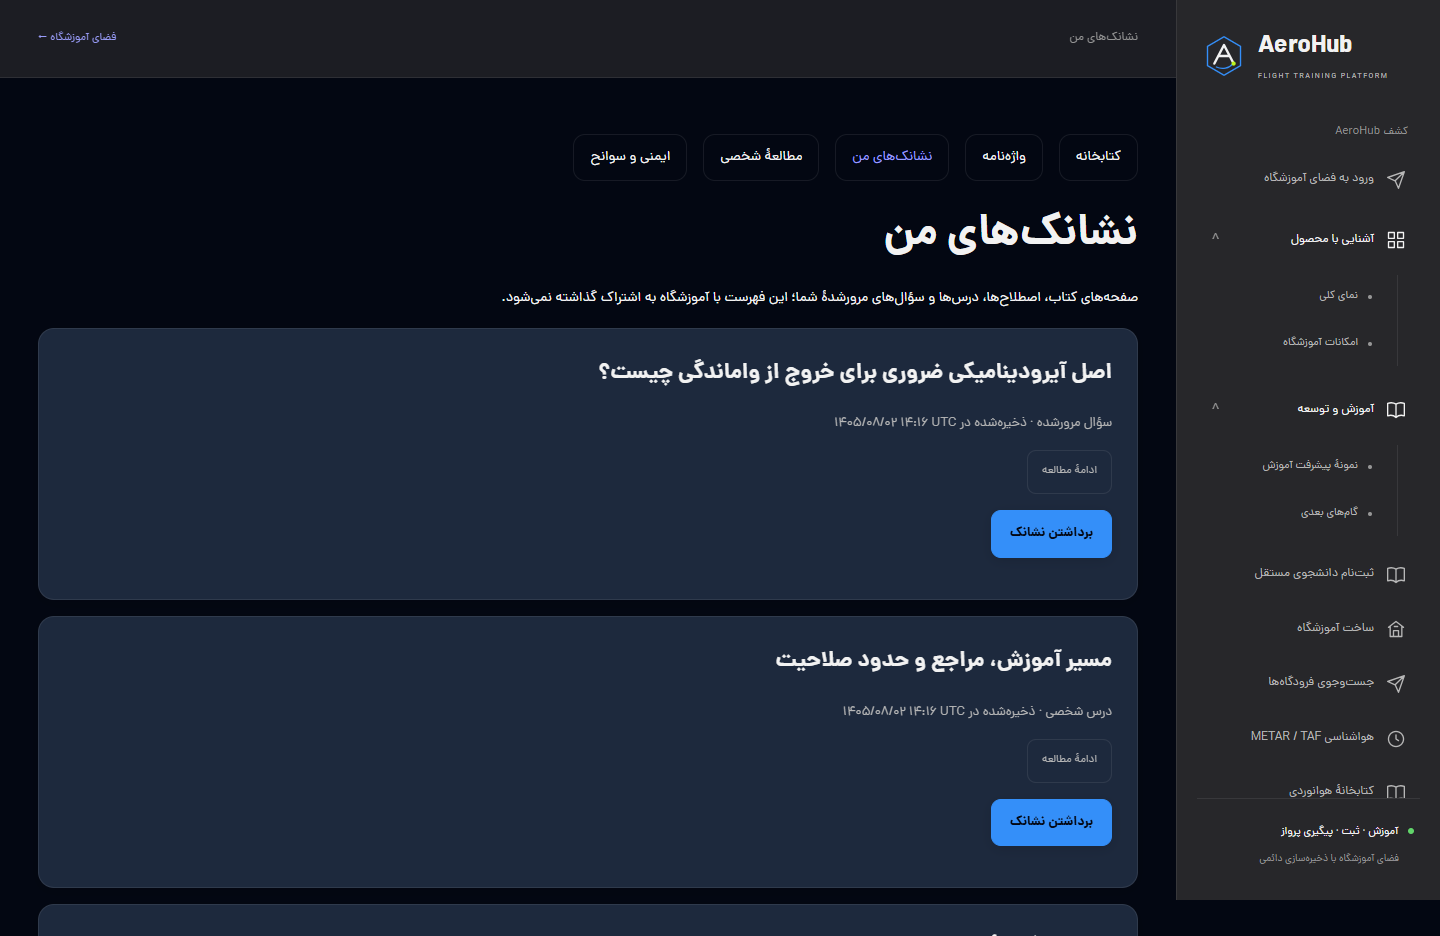 AeroHub
FLIGHT TRAINING PLATFORM
کشف AeroHub
ورود به فضای آموزشگاه
آشنایی با محصول
نمای کلی
امکانات آموزشگاه
آموزش و توسعه
نمونهٔ پیشرفت آموزش
گام‌های بعدی
ثبت‌نام دانشجوی مستقل
ساخت آموزشگاه
جست‌وجوی فرودگاه‌ها
هواشناسی METAR / TAF
کتابخانهٔ هوانوردی
آموزش · ثبت · پیگیری پرواز
فضای آموزشگاه با ذخیره‌سازی دائمی
نشانک‌های من
فضای آموزشگاه ←
کتابخانه
واژه‌نامه
نشانک‌های من
مطالعهٔ شخصی
ایمنی و سوانح
نشانک‌های من
صفحه‌های کتاب، اصطلاح‌ها، درس‌ها و سؤال‌های مرورشدهٔ شما؛ این فهرست با آموزشگاه به اشتراک گذاشته نمی‌شود.
اصل آیرودینامیکی ضروری برای خروج از واماندگی چیست؟
سؤال مرورشده · ذخیره‌شده در ۱۴۰۵/۰۸/۰۲ ۱۴:۱۶ UTC
ادامهٔ مطالعه
برداشتن نشانک
مسیر آموزش، مراجع و حدود صلاحیت
درس شخصی · ذخیره‌شده در ۱۴۰۵/۰۸/۰۲ ۱۴:۱۶ UTC
ادامهٔ مطالعه
برداشتن نشانک